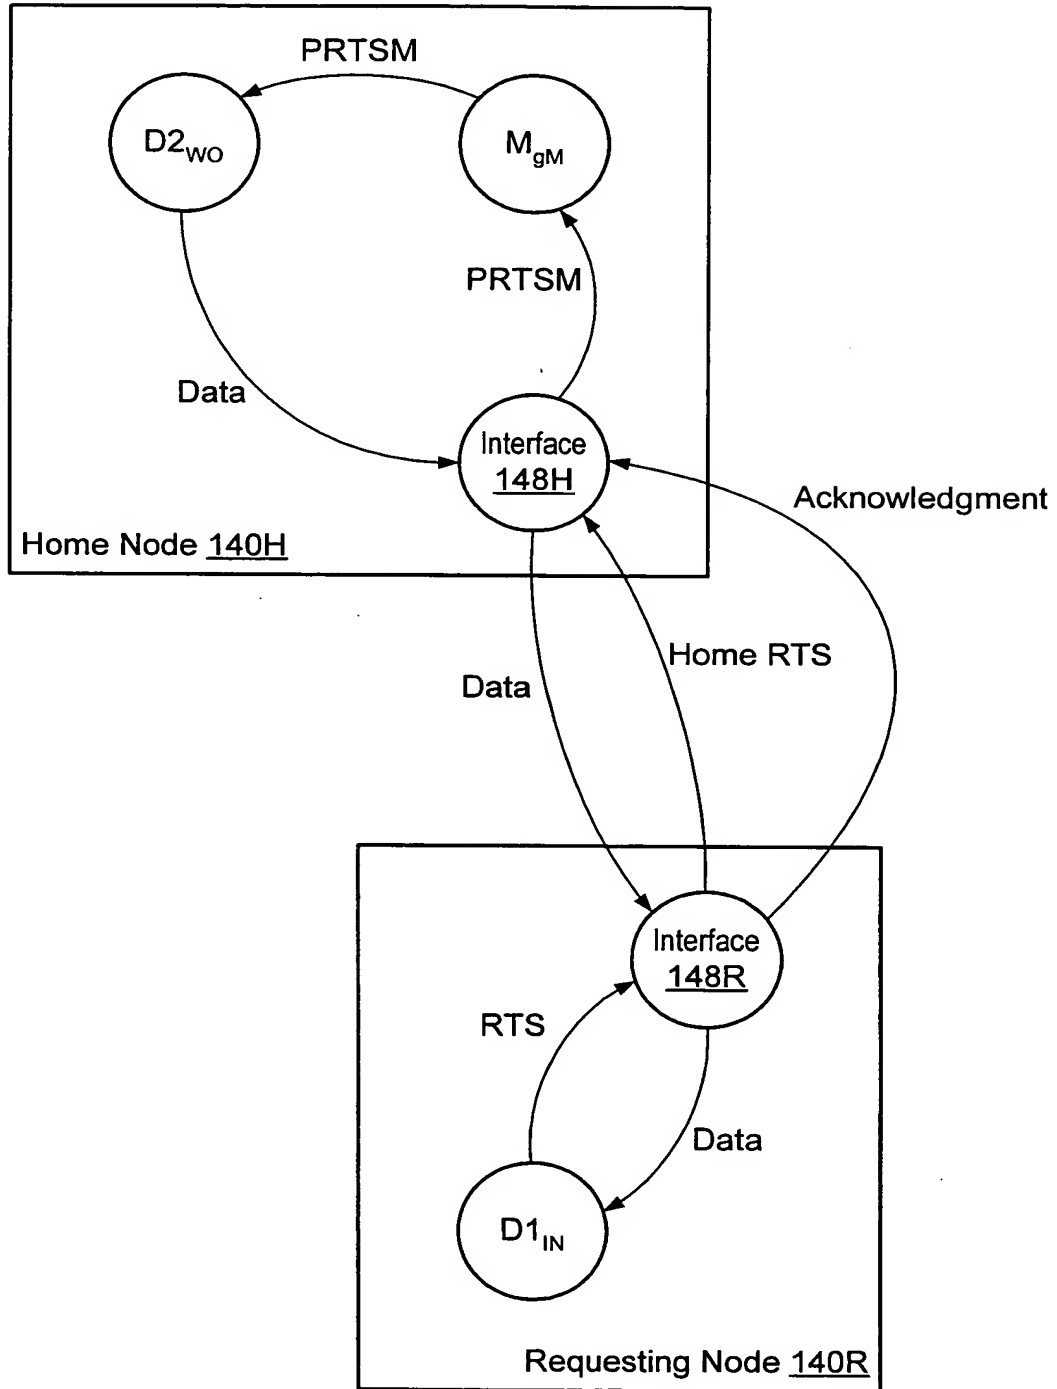 PRTSM
D2WO
MgM
PRTSM
Data
Interface
148H
Acknowledgment
Home Node 140H
Home RTS
Data
Interface
148R
RTS
Data
D1IN
Requesting Node 140R